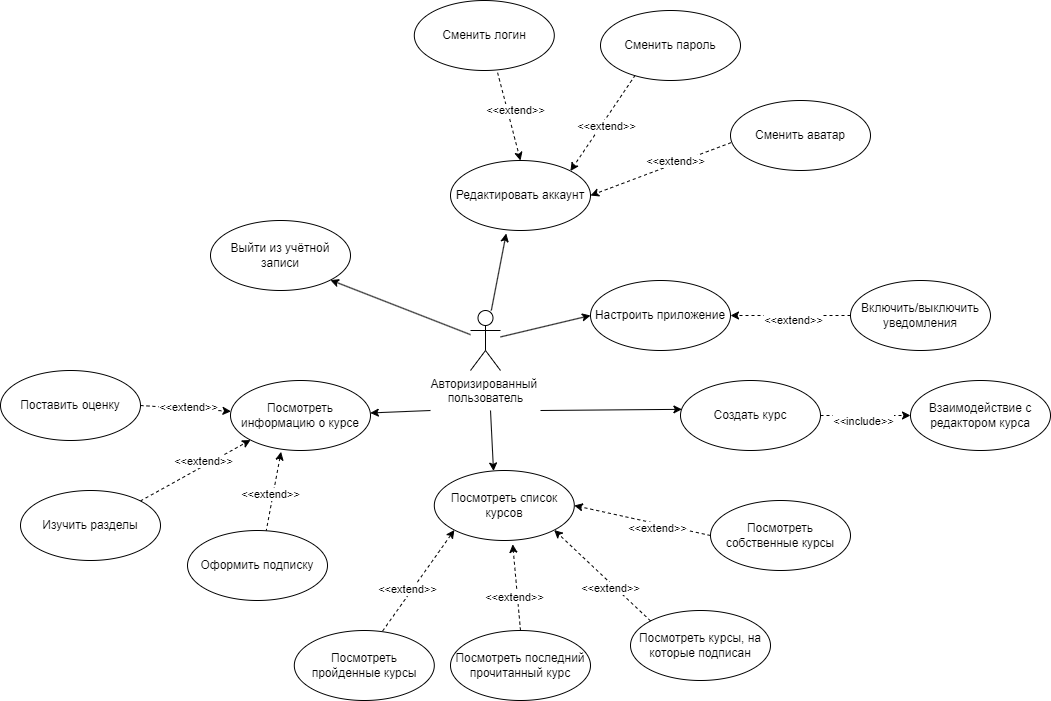 Сменить логин
Сменить пароль
<<extend>>
<<extend>>
Сменить аватар
<<extend>>
Редактировать аккаунт
Выйти из учётной
записи
Настроить приложение
<<extend>>
Включить/выключить
уведомления
Авторизированный
пользователь
Поставить оценку
<<extend>>
Посмотреть
информацию о курсе
Создать курс
<<include>>
Взаимодействие с
редактором курса
<<extend>>
Изучить разделы
<<extend>>
Оформить подписку
Посмотреть список
курсов
<<extend>>
Посмотреть
собственные курсы
<<extend>>
<<extend>>
<<extend>>
Посмотреть
пройденные курсы
Посмотреть последний
прочитанный курс
Посмотреть курсы, на
которые подписан